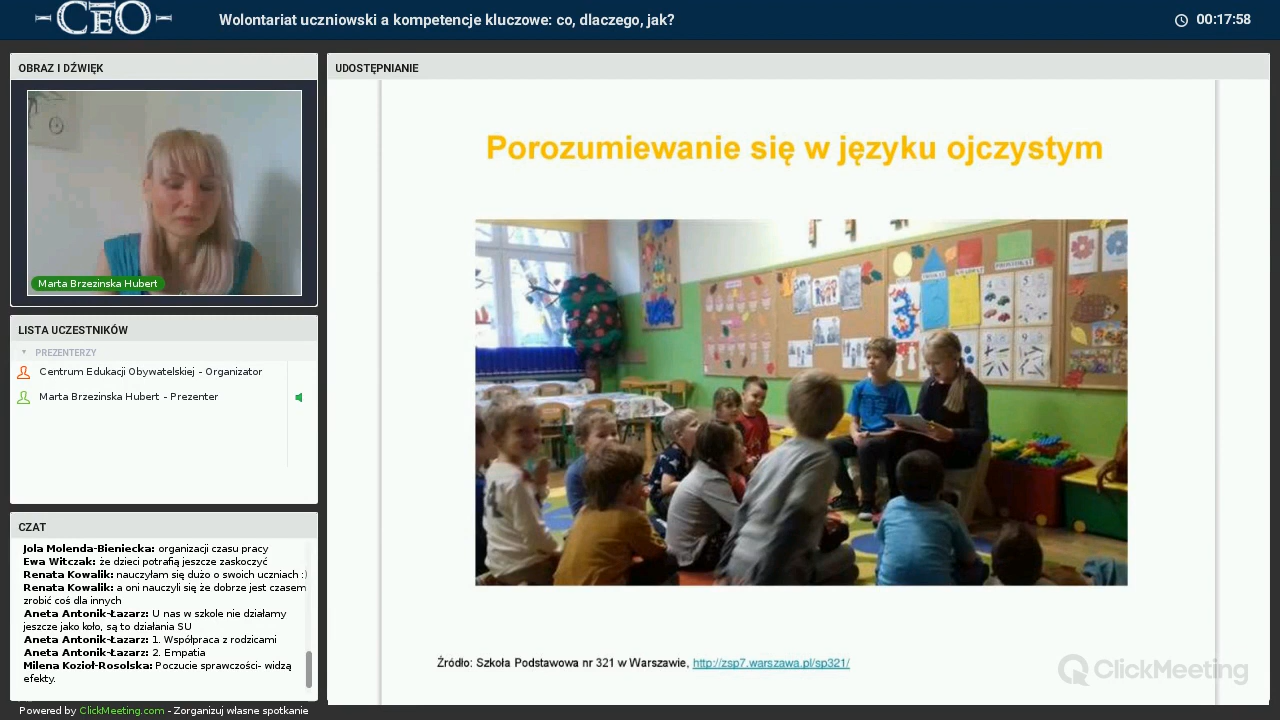 CEO
Wolontariat uczniowski a kompetencje kluczowe: co, dlaczego, jak?
00:17:58
OBRAZ I DŹWIĘK
Marta Brzezinska Hubert
LISTA UCZESTNIKÓW
PREZENTERZY
Centrum Edukacji Obywatelskiej - Organizator
Marta Brzezinska Hubert - Prezenter
CZAT
Jola Molenda-Bieniecka: organizacji czasu pracy
Ewa Witczak: że dzieci potrafią jeszcze zaskoczyć
Renata Kowalik: nauczyłam się dużo o swoich uczniach :)
Renata Kowalik: a oni nauczyli się że dobrze jest czasem
zrobić coś dla innych
Aneta Antonik-Łazarz: U nas w szkole nie działamy
jeszcze jako koło, są to działania SU
Aneta Antonik-Łazarz: 1. Współpraca z rodzicami
Aneta Antonik-Łazarz: 2. Empatia
Milena Kozioł-Rosolska: Poczucie sprawczości- widzą
efekty.
Powered by ClickMeeting.com - Zorganizuj własne spotkanie
UDOSTĘPNIANIE
Porozumiewanie się w języku ojczystym
Źródło: Szkoła Podstawowa nr 321 w Warszawie, http://zsp7.warszawa.pl/sp321/
ClickMeeting